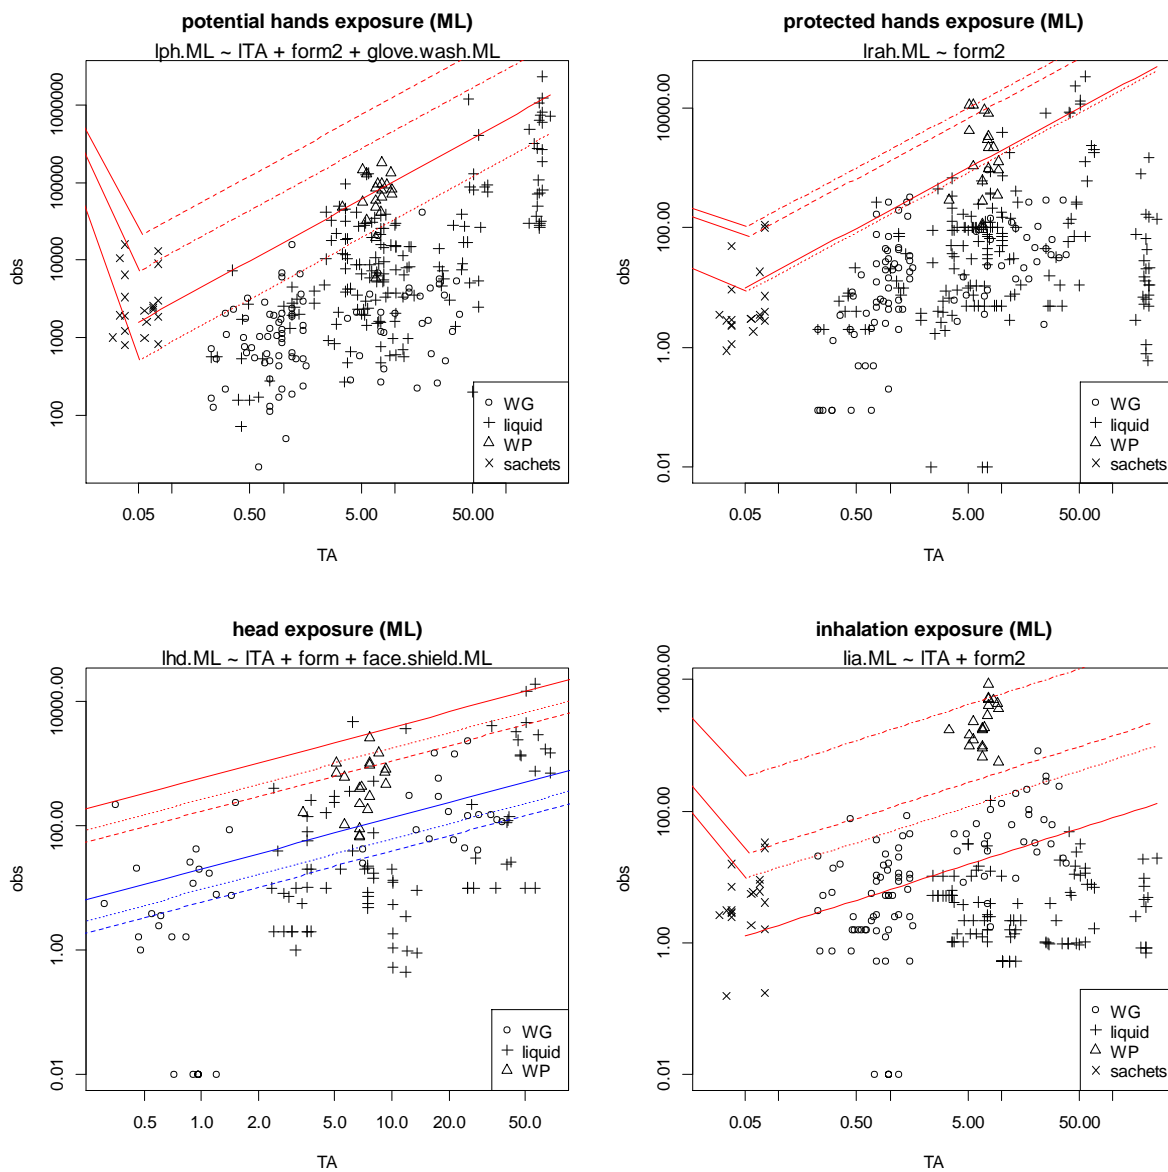 potential hands exposure (ML)
lph.ML ~ lTA + form2 + glove.wash.ML
obs
1000000
100000
10000
1000
100
WG
liquid
WP
sachets
0.05
0.50
5.00
50.00
TA
protected hands exposure (ML)
lrah.ML ~ form2
obs
10000.00
100.00
1.00
0.01
WG
liquid
WP
sachets
0.05
0.50
5.00
50.00
TA
head exposure (ML)
lhd.ML ~ lTA + form + face.shield.ML
obs
10000.00
100.00
1.00
0.01
WG
liquid
WP
0.5
1.0
2.0
5.0
10.0
20.0
50.0
TA
inhalation exposure (ML)
lia.ML ~ lTA + form2
obs
10000.00
100.00
1.00
0.01
WG
liquid
WP
sachets
0.05
0.50
5.00
50.00
TA